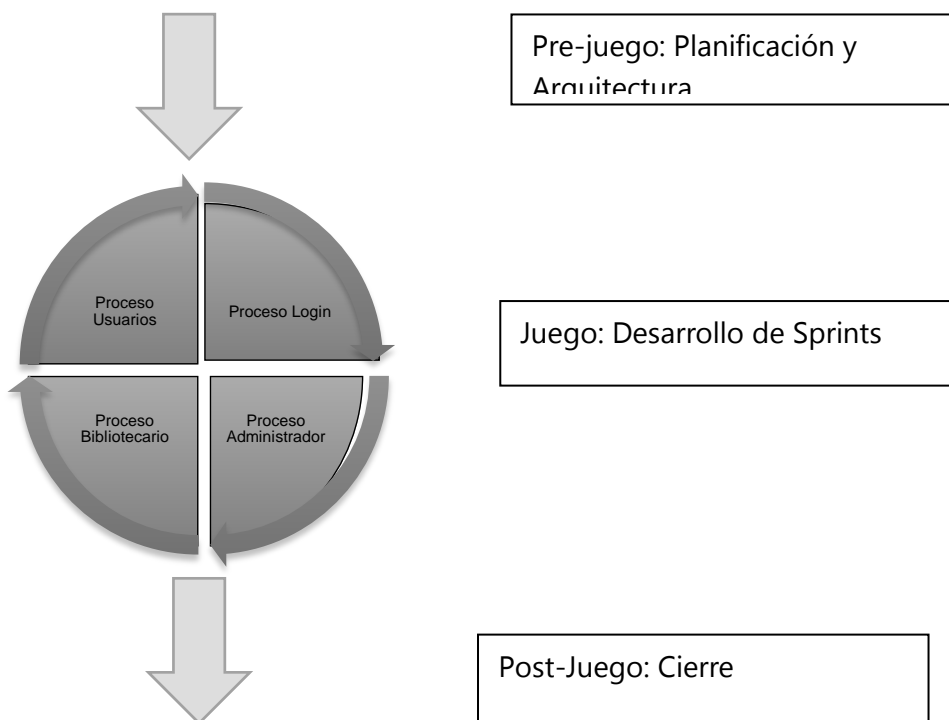 Pre-juego: Planificación y
Arquitectura
Proceso
Usuarios
Proceso Login
Juego: Desarrollo de Sprints
Proceso
Bibliotecario
Proceso
Administrador
Post-Juego: Cierre